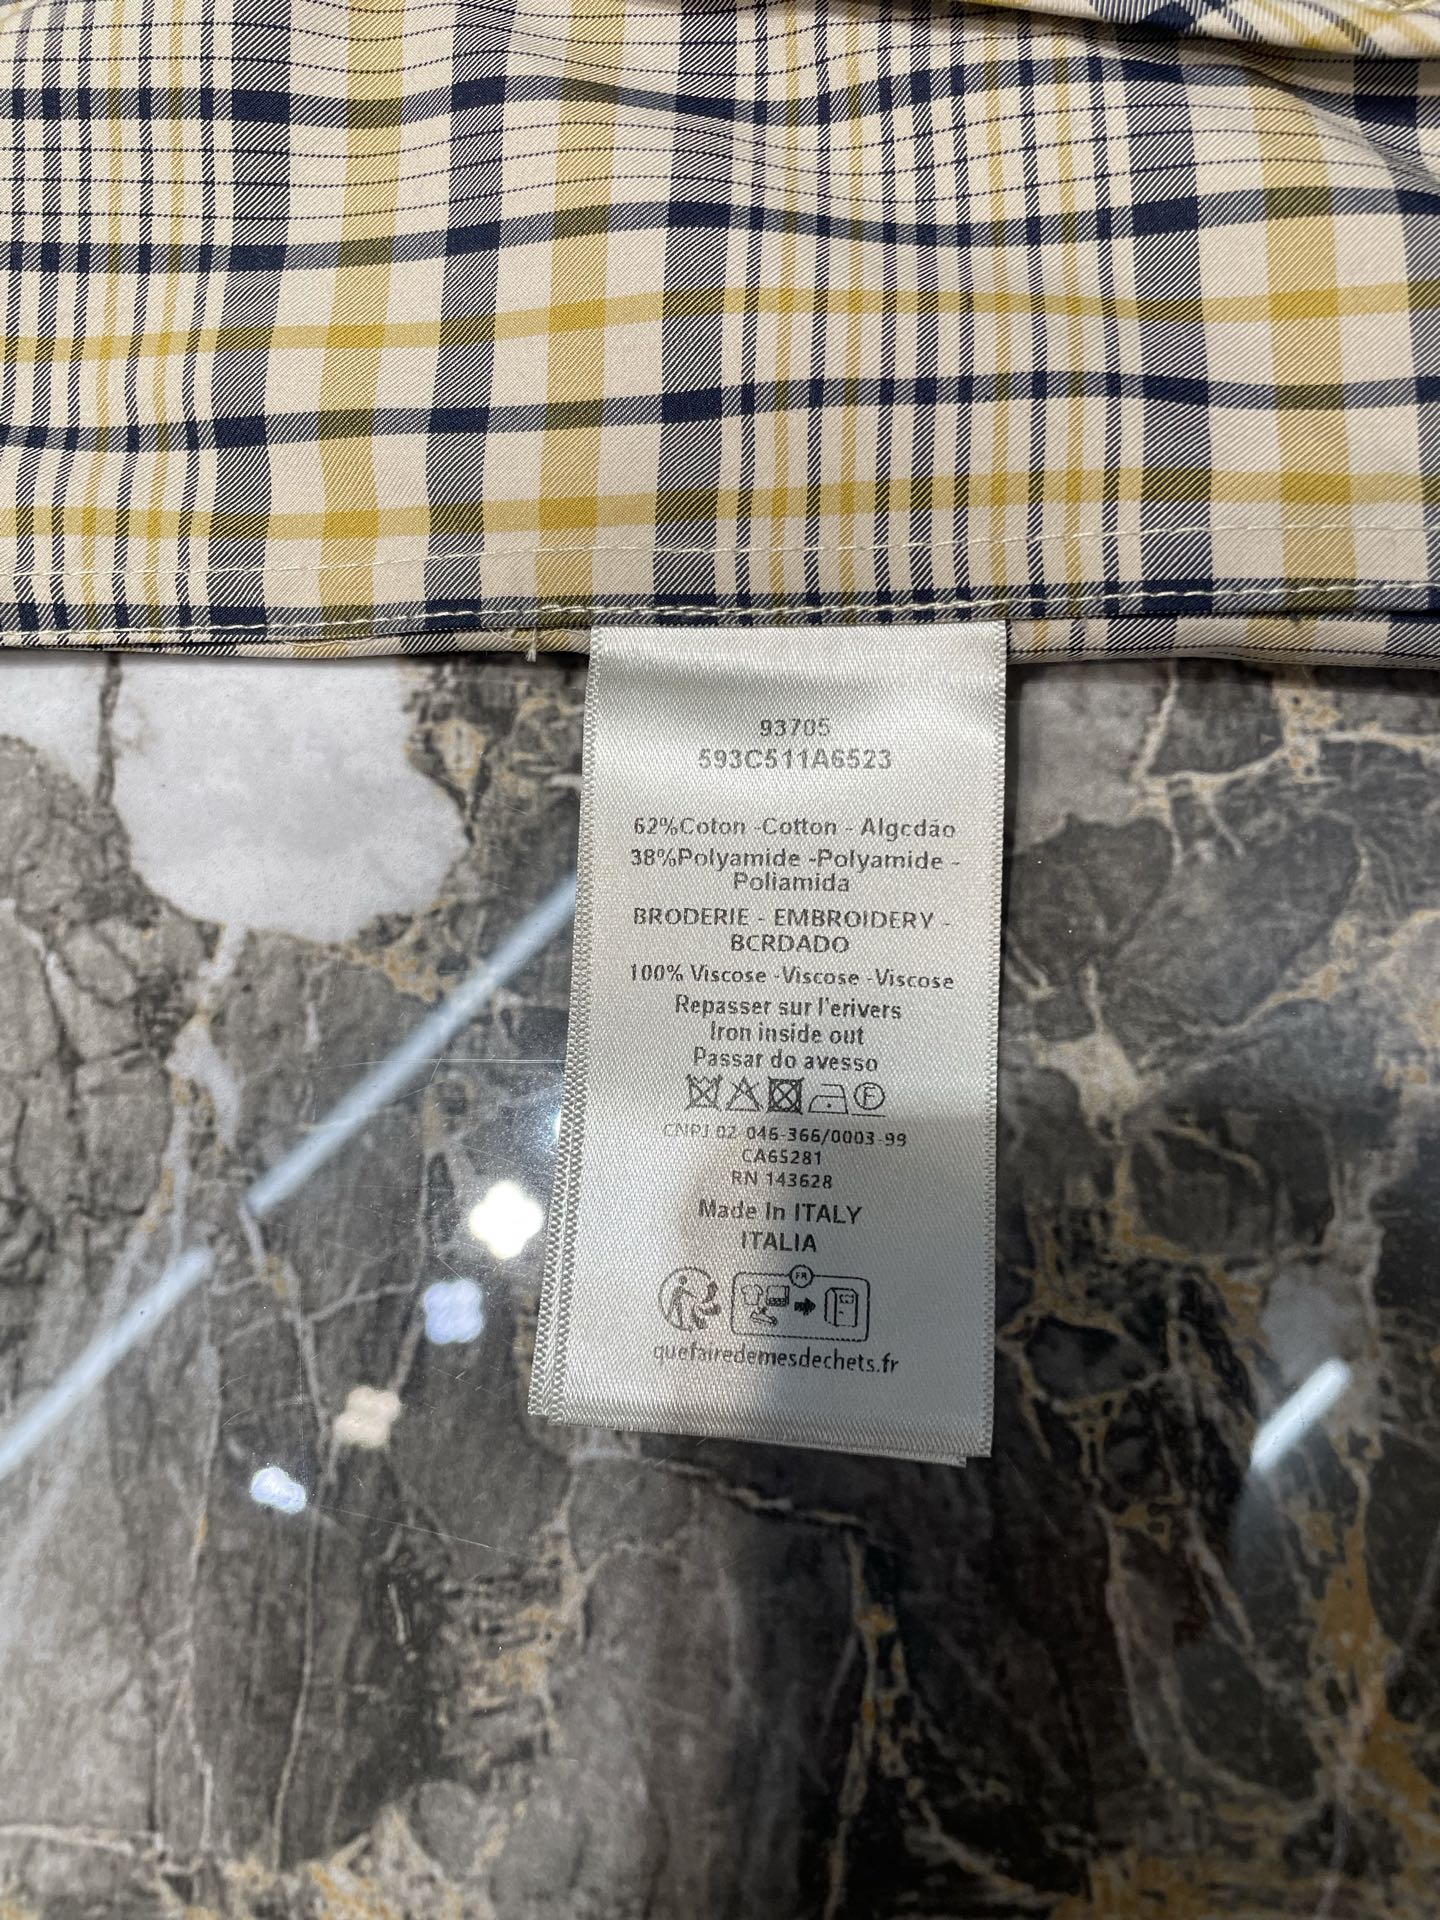 93705
593C511A6523
62%Coton -Cotton - Algcdão
38%Polyamide -Polyamide -
Poliamida
BRODERIE - EMBROIDERY -
BCRDADO
100% Viscose -Viscose -Viscose
Repasser sur l'erivers
Iron inside out
Passar do avesso
F
CNPJ 02 046-366/0003-99
CA65281
RN 143628
Made In ITALY
ITALIA
FR
quefairedemesdechets.fr